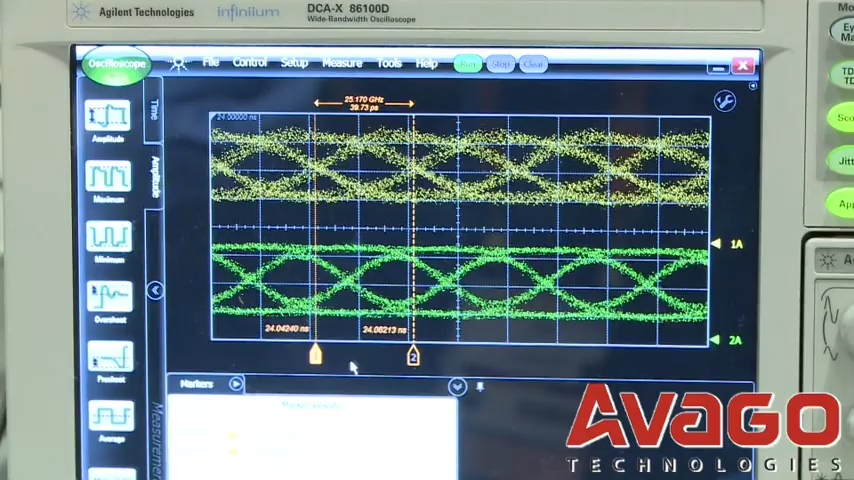 Agilent Technologies
infiniium
DCA-X 86100D
Wide-Bandwidth Oscilloscope
Oscilloscope
File Control Setup Measure Tools Help
Run Stop Clear
Time
Amplitude
Amplitude
Maximum
Minimum
Overshoot
Preshoot
Average
25.170 GHz
39.73 ps
24.00000 ns
1A
2A
24.04240 ns
24.08213 ns
1
2
Markers
AVAGO
TECHNOLOGIES